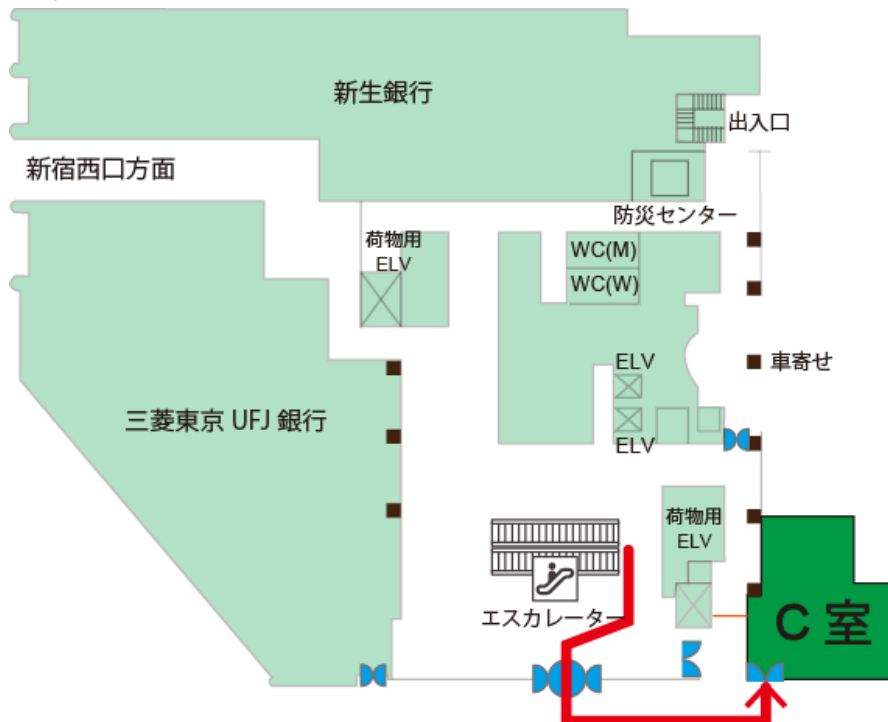 新生銀行
出入口
新宿西口方面
防災センター
荷物用
ELV
WC(M)
WC(W)
ELV
車寄せ
三菱東京 UFJ 銀行
ELV
荷物用
ELV
エスカレーター
C 室